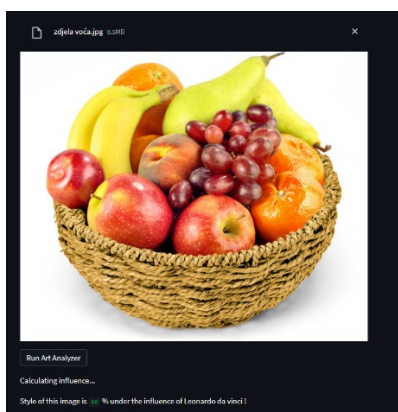 zdjela voća.jpg 0.5MB
Run Art Analyzer
Calculating influence...
Style of this image is % under the influence of Leonardo da vinci !